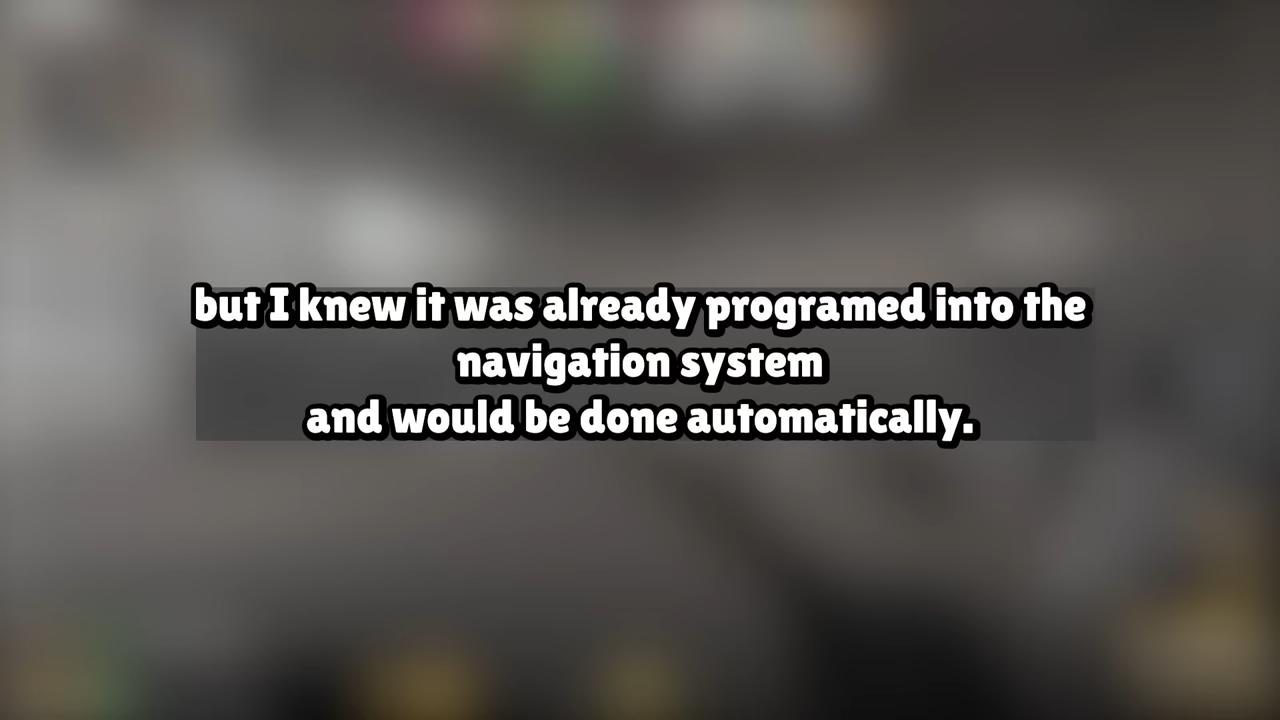 but I knew it was already programed into the
navigation system
and would be done automatically.